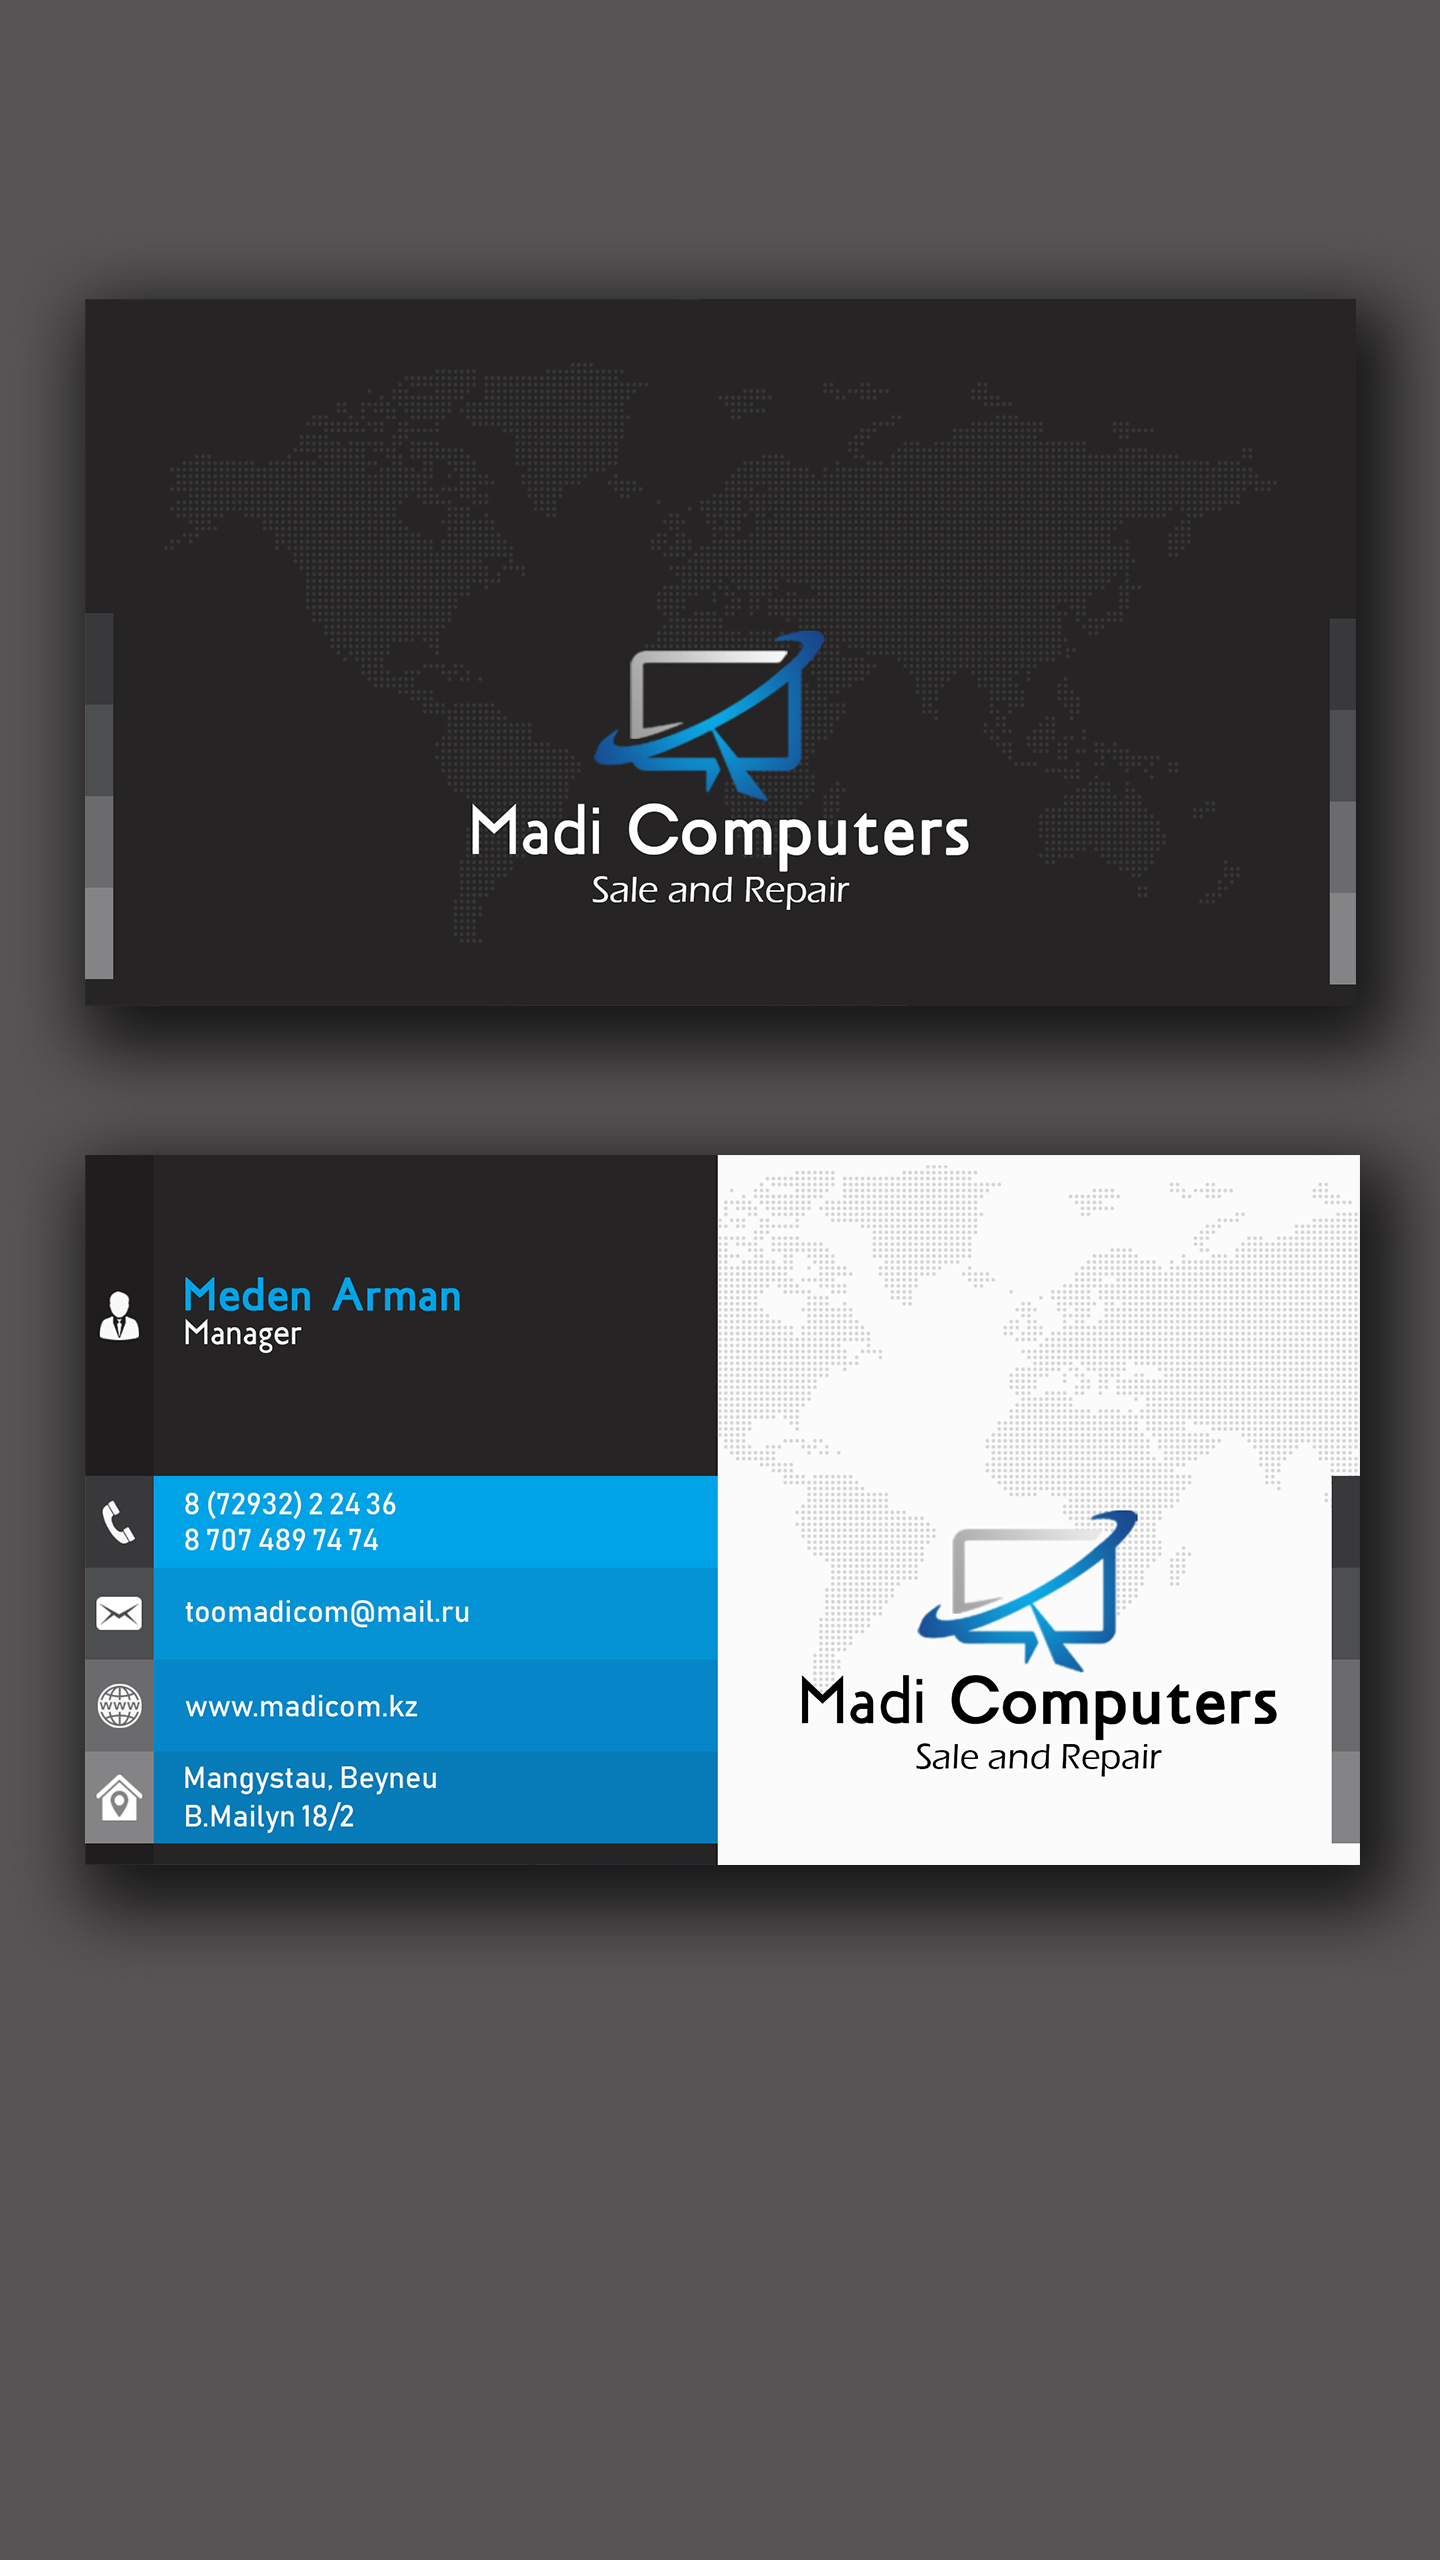 Madi Computers
Sale and Repair
Meden Arman
Manager
8 (72932) 2 24 36
8 707 489 74 74
toomadicom@mail.ru
www
www.madicom.kz
Mangystau, Beyneu
B.Mailyn 18/2
Madi Computers
Sale and Repair